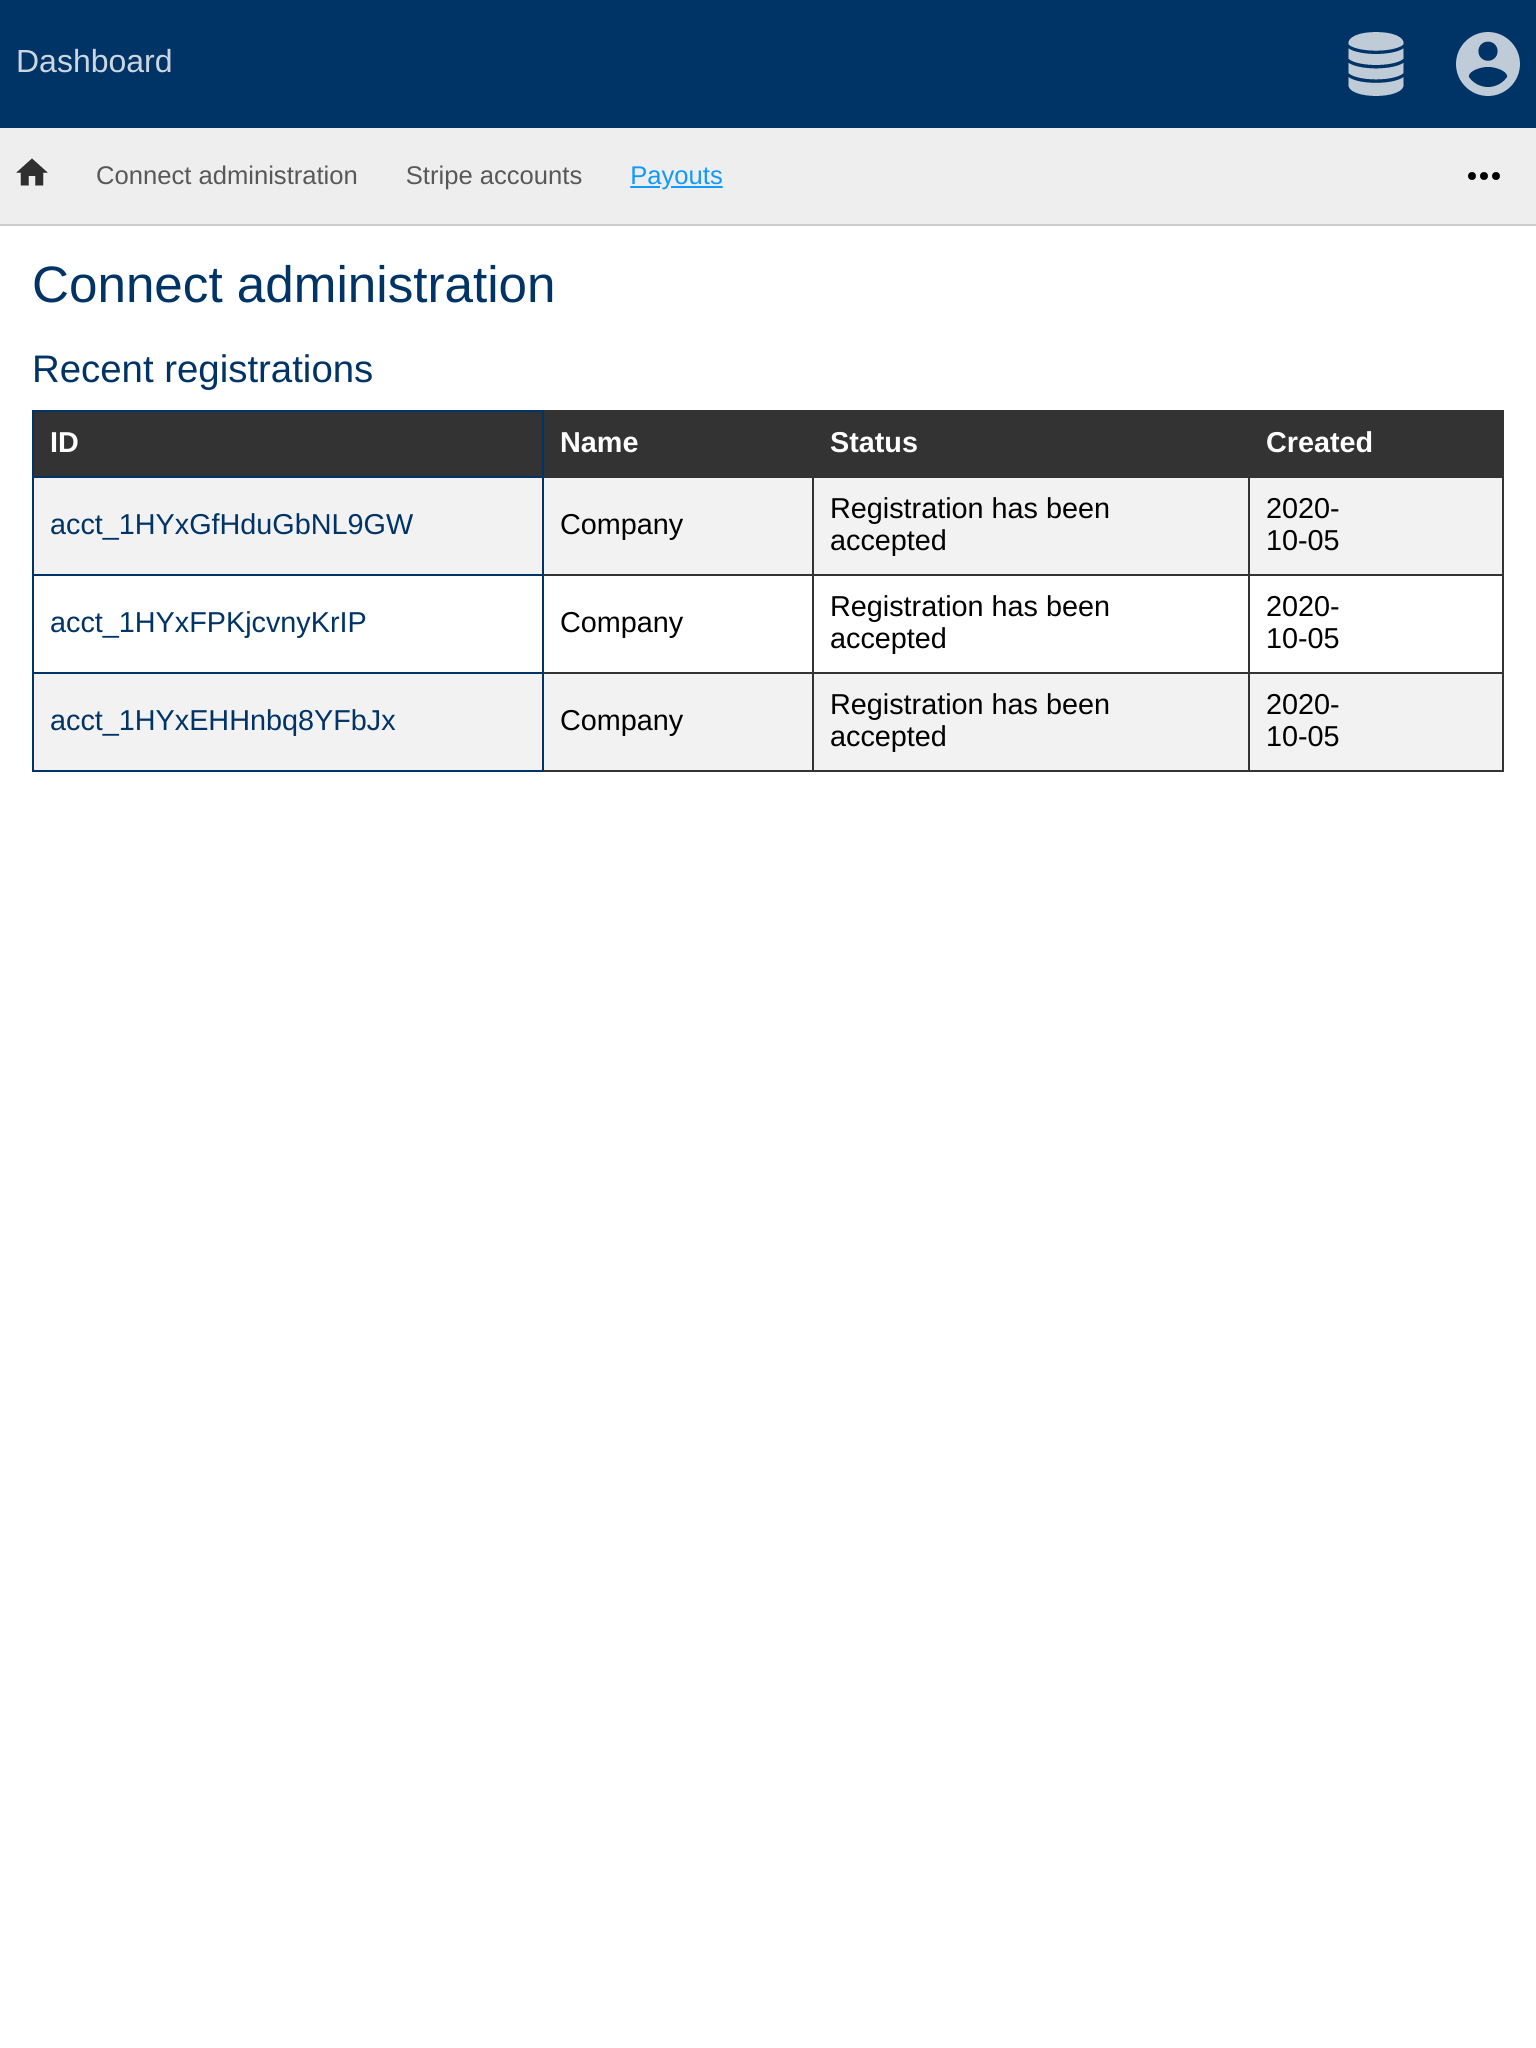 Dashboard
Connect administration Stripe accounts Payouts
Connect administration
Recent registrations
ID Name Status Created
acct_1HYxGfHduGbNL9GW Company Registration has been accepted 2020-10-05
acct_1HYxFPKjcvnyKrIP Company Registration has been accepted 2020-10-05
acct_1HYxEHHnbq8YFbJx Company Registration has been accepted 2020-10-05